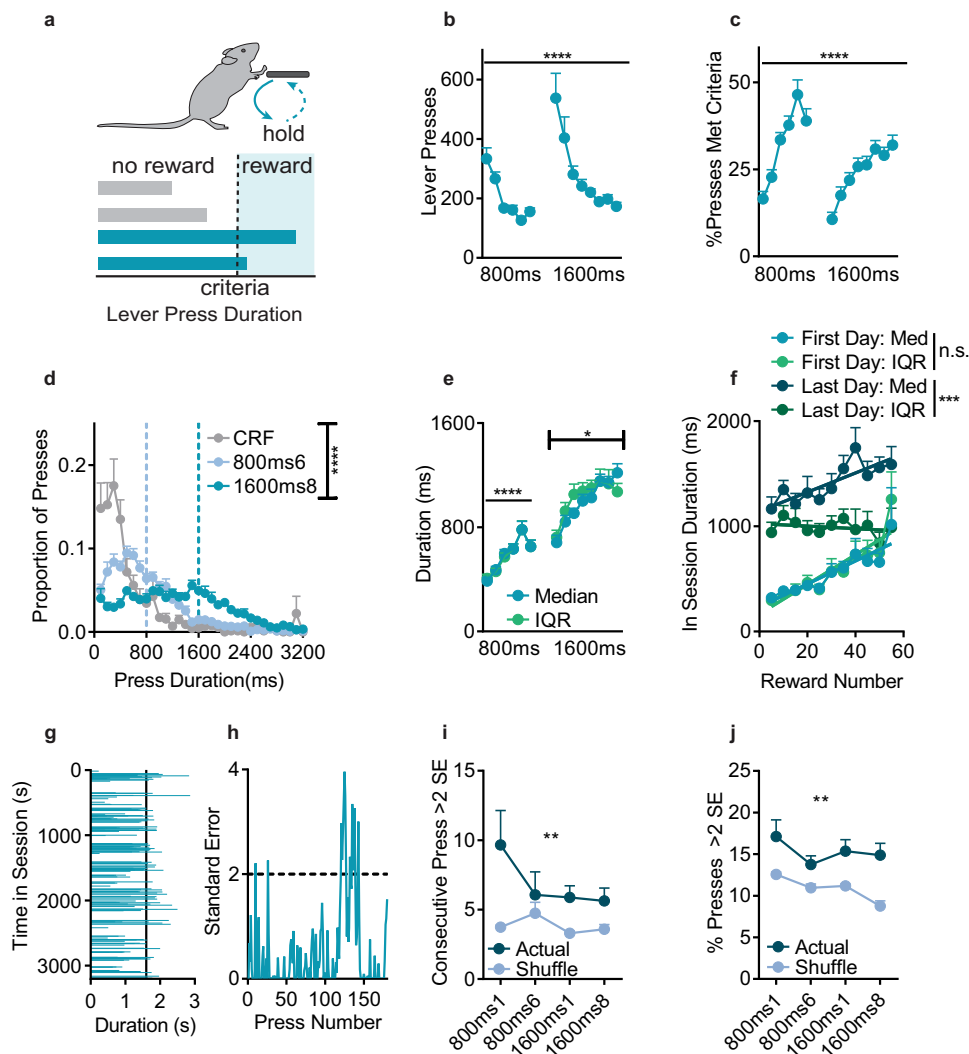 a
hold
no reward
reward
criteria
Lever Press Duration
b
****
Lever Presses
600
400
200
0
800ms
1600ms
c
****
%Presses Met Criteria
50
25
0
800ms
1600ms
d
CRF
800ms6
1600ms8
****
Proportion of Presses
0.2
0.1
0.0
0
800
1600
2400
3200
Press Duration(ms)
e
1600
*
****
Duration (ms)
800
0
Median
IQR
800ms
1600ms
First Day: Med
First Day: IQR
n.s.
Last Day: Med
Last Day: IQR
***
f
In Session Duration (ms)
2000
1000
0
0
20
40
60
Reward Number
g
Time in Session (s)
0
1000
2000
3000
0
1
2
3
Duration (s)
h
Standard Error
4
2
0
0
50
100
150
Press Number
i
Consecutive Press >2 SE
15
10
5
0
**
Actual
Shuffle
800ms1
800ms6
1600ms1
1600ms8
j
% Presses >2 SE
25
20
15
10
5
0
**
Actual
Shuffle
800ms1
800ms6
1600ms1
1600ms8